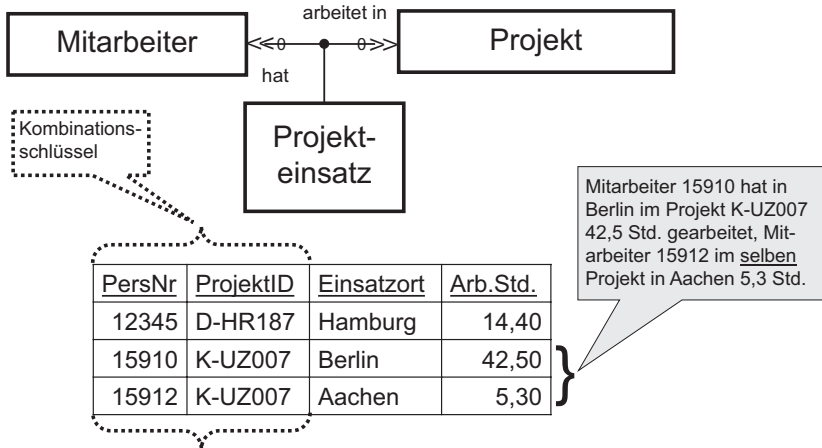 arbeitet in
Mitarbeiter
0
0
Projekt
hat
Kombinations-
schlüssel
Projekt-
einsatz
Mitarbeiter 15910 hat in
Berlin im Projekt K-UZ007
42,5 Std. gearbeitet, Mit-
arbeiter 15912 im selben
Projekt in Aachen 5,3 Std.
PersNr ProjektID Einsatzort Arb.Std.
12345 D-HR187 Hamburg 14,40
15910 K-UZ007 Berlin 42,50
15912 K-UZ007 Aachen 5,30